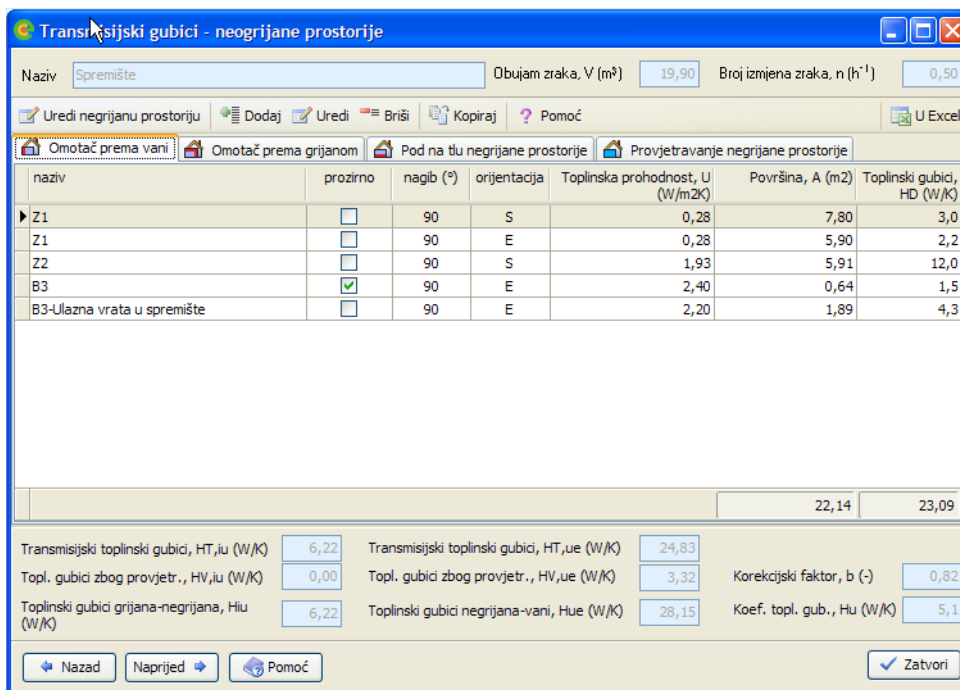 Transmisijski gubici - neogrijane prostorije
Naziv Spremište Obujam zraka, V (m³) 19,90 Broj izmjena zraka, n (h⁻¹) 0,50
Uredi negrijanu prostoriju Dodaj Uredi Briši Kopiraj ? Pomoć U Excel
Omotač prema vani Omotač prema grijanom Pod na tlu negrijane prostorije Provjetravanje negrijane prostorije
naziv prozirno nagib (°) orijentacija Toplinska prohodnost, U (W/m2K) Površina, A (m2) Toplinski gubici, HD (W/K)
Z1 90 S 0,28 7,80 3,0
Z1 90 E 0,28 5,90 2,2
Z2 90 S 1,93 5,91 12,0
B3 90 E 2,40 0,64 1,5
B3-Ulazna vrata u spremište 90 E 2,20 1,89 4,3
22,14 23,09
Transmisijski toplinski gubici, HT,iu (W/K) 6,22 Transmisijski toplinski gubici, HT,ue (W/K) 24,83
Topl. gubici zbog provjetr., HV,iu (W/K) 0,00 Topl. gubici zbog provjetr., HV,ue (W/K) 3,32 Korekcijski faktor, b (-) 0,82
Toplinski gubici grijana-negrijana, Hiu (W/K) 6,22 Toplinski gubici negrijana-vani, Hue (W/K) 28,15 Koef. topl. gub., Hu (W/K) 5,1
Nazad Naprijed Pomoć Zatvori